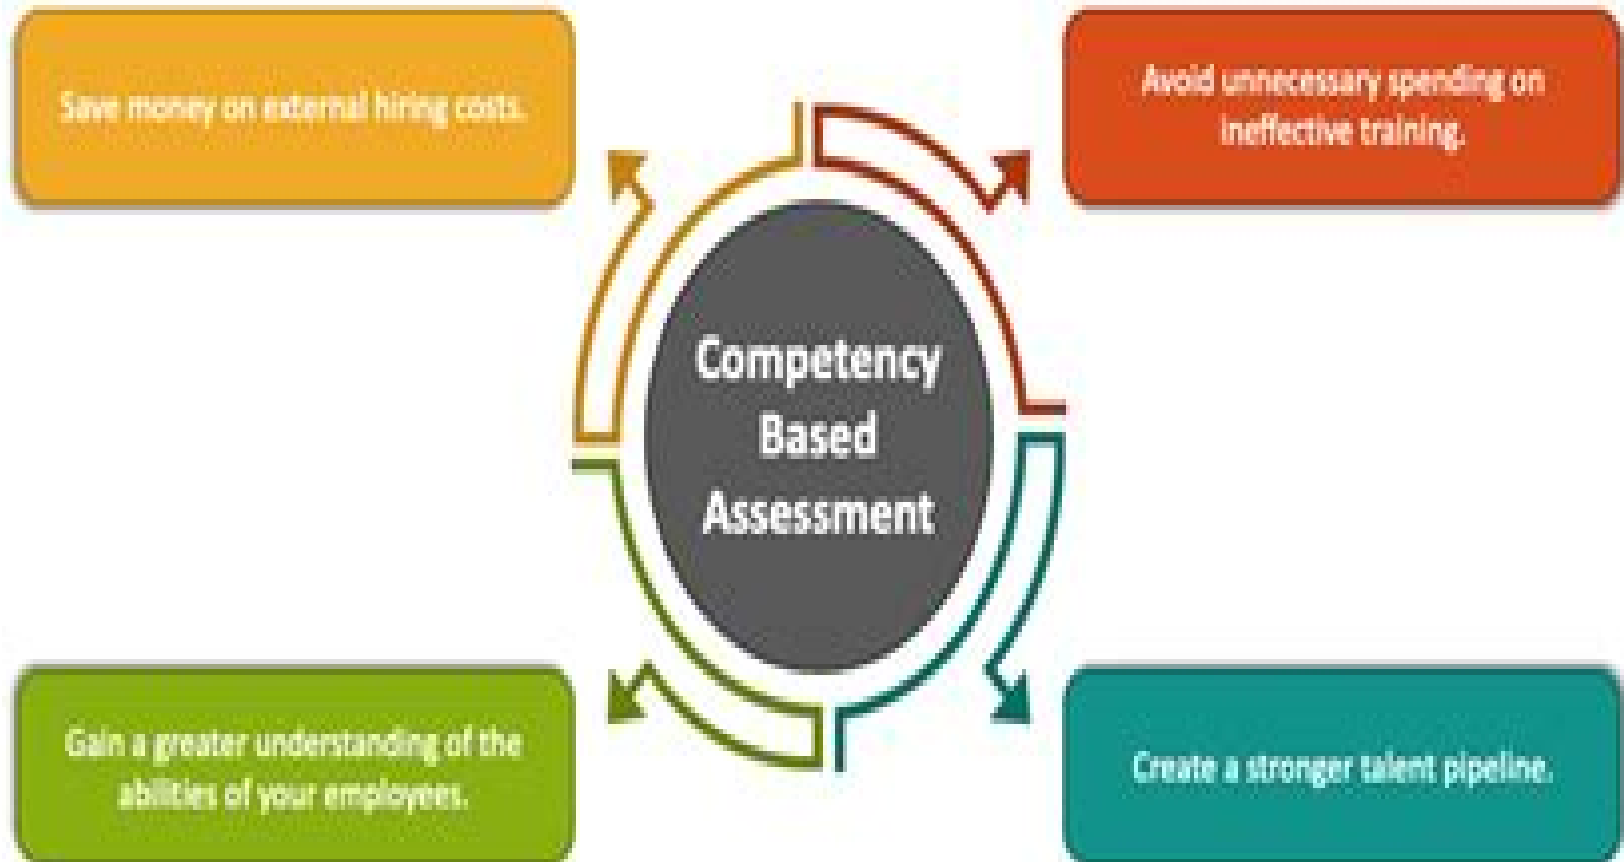 Save money on external hiring costs.
Avoid unnecessary spending on
ineffective training.
Competency
Based
Assessment
Gain a greater understanding of the
abilities of your employees.
Create a stronger talent pipeline.